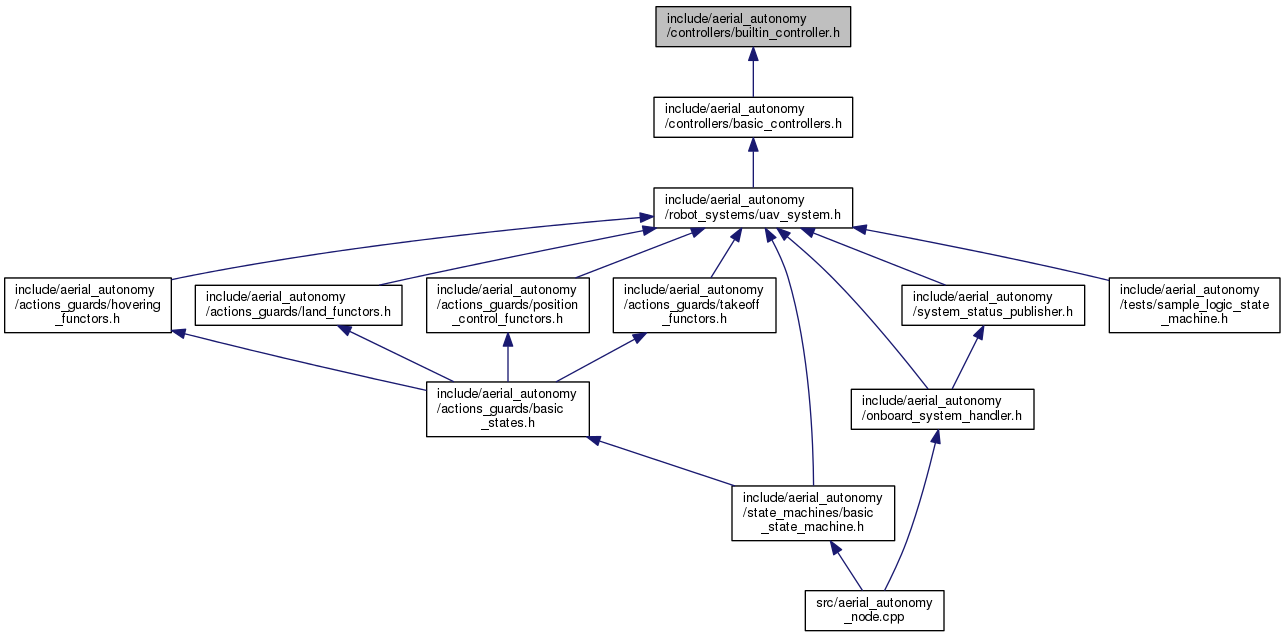 include/aerial_autonomy
/controllers/builtin_controller.h
include/aerial_autonomy
/controllers/basic_controllers.h
include/aerial_autonomy
/robot_systems/uav_system.h
include/aerial_autonomy
/actions_guards/hovering
_functors.h
include/aerial_autonomy
/actions_guards/land_functors.h
include/aerial_autonomy
/actions_guards/position
_control_functors.h
include/aerial_autonomy
/actions_guards/takeoff
_functors.h
include/aerial_autonomy
/system_status_publisher.h
include/aerial_autonomy
/tests/sample_logic_state
_machine.h
include/aerial_autonomy
/actions_guards/basic
_states.h
include/aerial_autonomy
/onboard_system_handler.h
include/aerial_autonomy
/state_machines/basic
_state_machine.h
src/aerial_autonomy
_node.cpp